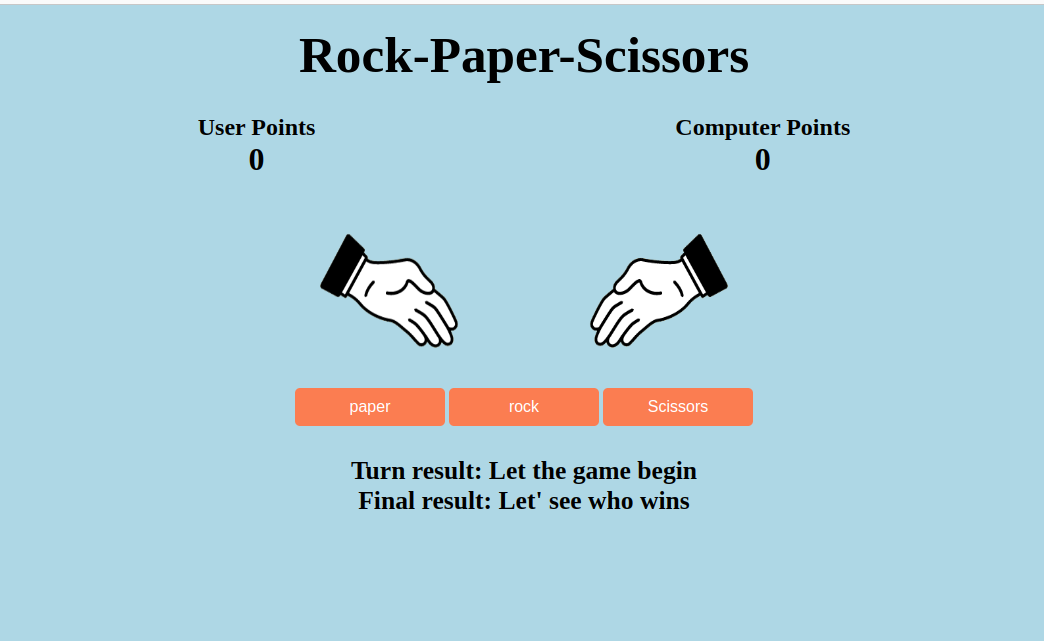 Rock-Paper-Scissors
User Points
Computer Points
0
0
paper
rock
Scissors
Turn result: Let the game begin
Final result: Let' see who wins